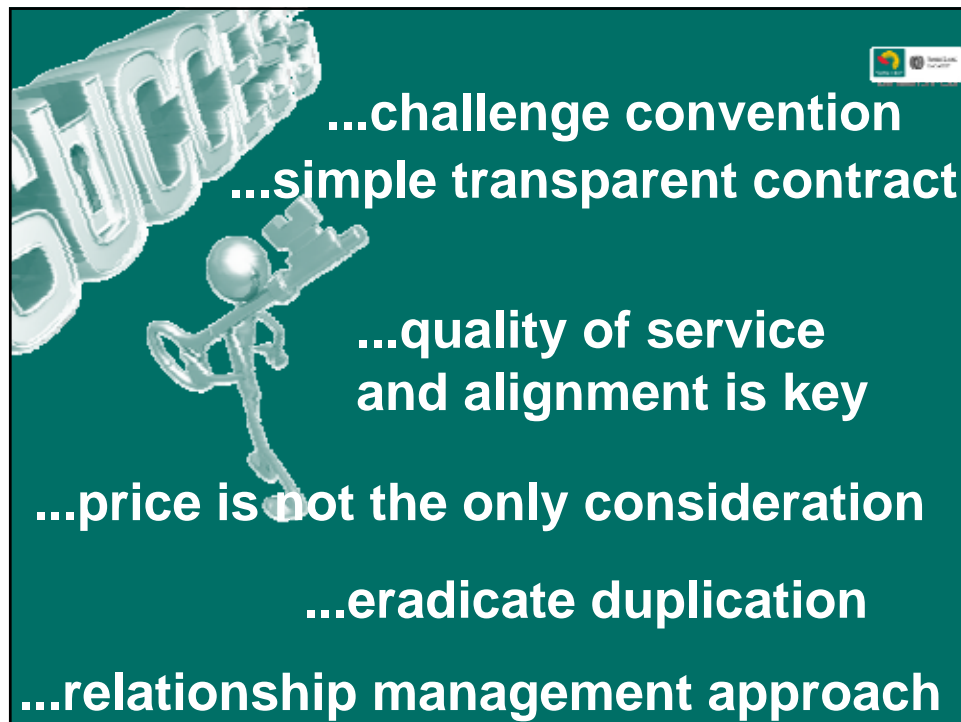 SUCCESS
...challenge convention
...simple transparent contract
...quality of service
and alignment is key
...price is not the only consideration
...eradicate duplication
...relationship management approach